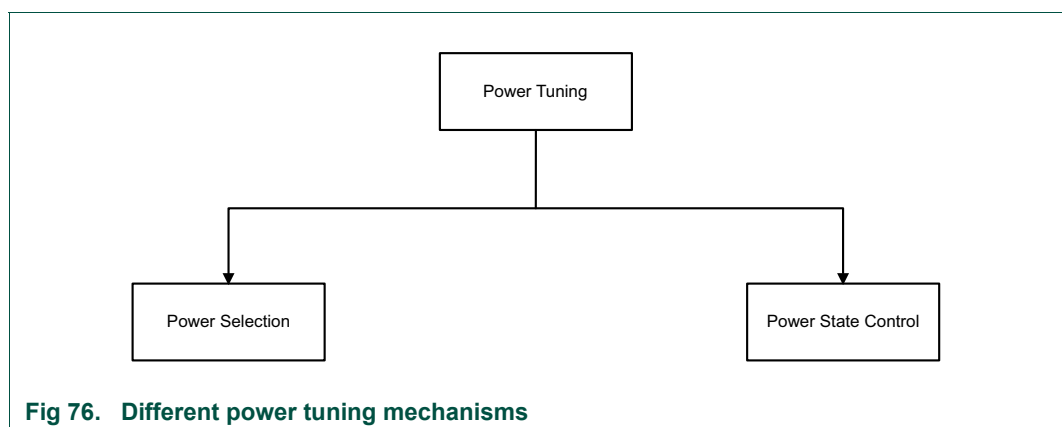 Power Tuning
Power Selection
Power State Control
Fig 76. Different power tuning mechanisms